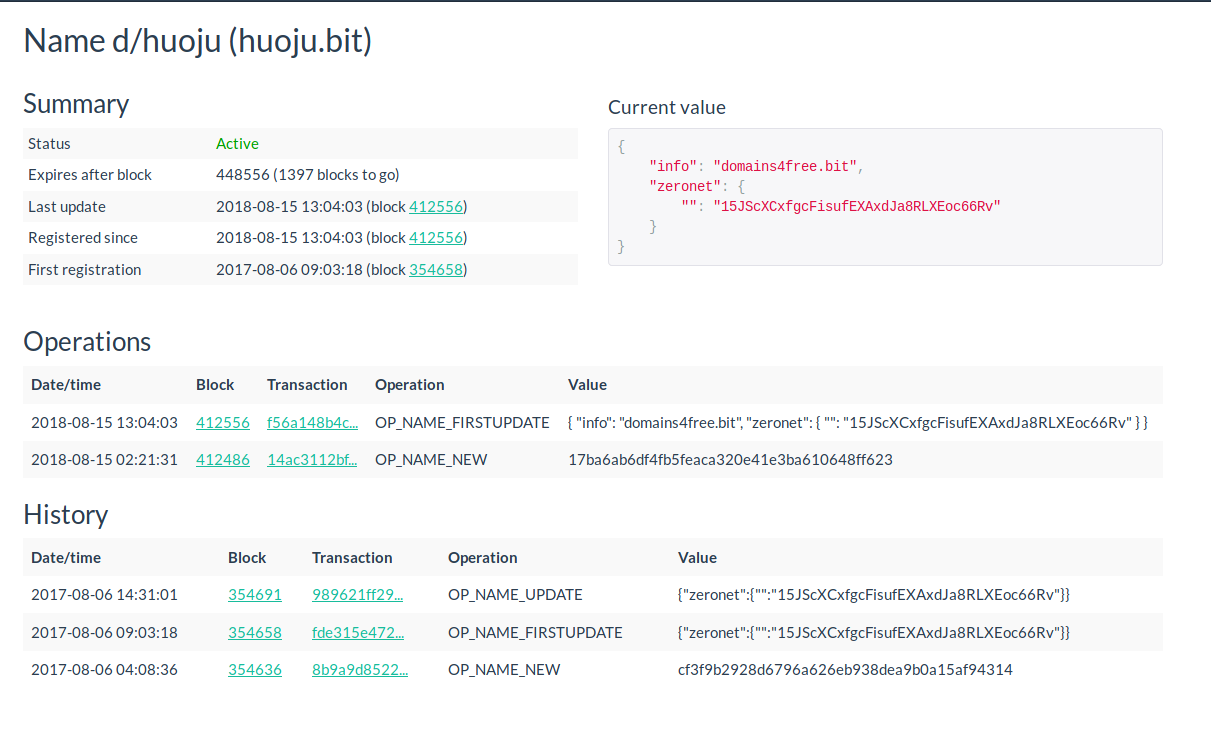 Name d/huoju (huoju.bit)
Summary
Status Active
Expires after block 448556 (1397 blocks to go)
Last update 2018-08-15 13:04:03 (block 412556)
Registered since 2018-08-15 13:04:03 (block 412556)
First registration 2017-08-06 09:03:18 (block 354658)
Current value
{
"info": "domains4free.bit",
"zeronet": {
"": "15JScXCxfgcFisufEXAxdJa8RLXEoc66Rv"
}
}
Operations
Date/time Block Transaction Operation Value
2018-08-15 13:04:03 412556 f56a148b4c... OP_NAME_FIRSTUPDATE { "info": "domains4free.bit", "zeronet": { "": "15JScXCxfgcFisufEXAxdJa8RLXEoc66Rv" } }
2018-08-15 02:21:31 412486 14ac3112bf... OP_NAME_NEW 17ba6ab6df4fb5feaca320e41e3ba610648ff623
History
Date/time Block Transaction Operation Value
2017-08-06 14:31:01 354691 989621ff29... OP_NAME_UPDATE {"zeronet":{"":"15JScXCxfgcFisufEXAxdJa8RLXEoc66Rv"}}
2017-08-06 09:03:18 354658 fde315e472... OP_NAME_FIRSTUPDATE {"zeronet":{"":"15JScXCxfgcFisufEXAxdJa8RLXEoc66Rv"}}
2017-08-06 04:08:36 354636 8b9a9d8522... OP_NAME_NEW cf3f9b2928d6796a626eb938dea9b0a15af94314